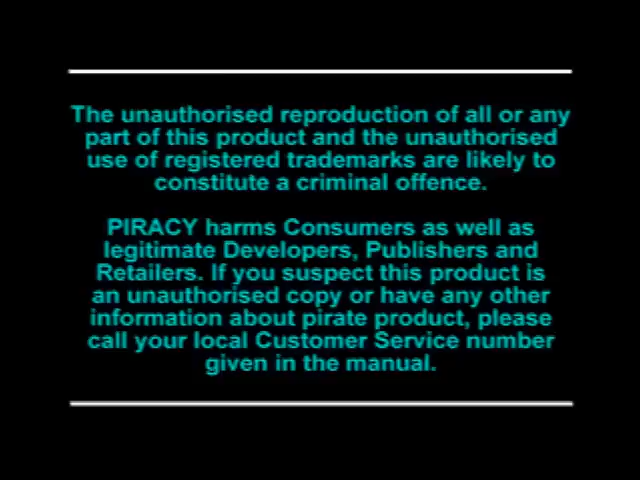 The unauthorised reproduction of all or any
part of this product and the unauthorised
use of registered trademarks are likely to
constitute a criminal offence.
PIRACY harms Consumers as well as
legitimate Developers, Publishers and
Retailers. If you suspect this product is
an unauthorised copy or have any other
information about pirate product, please
call your local Customer Service number
given in the manual.